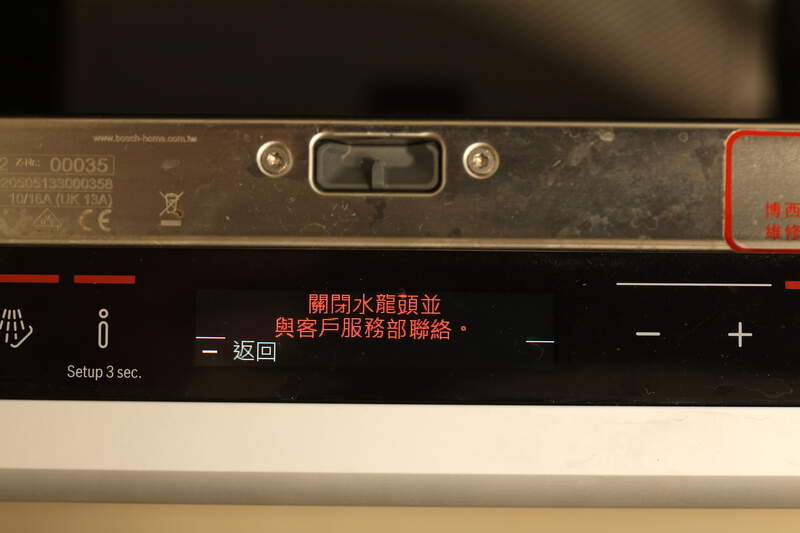 www.bosch-home.com.tw
2 Z-Nr.: 00035
20505133000358
10/16A (UK 13A)
CE
博西
維修
關閉水龍頭並
與客戶服務部聯絡。
返回
i
Setup 3 sec.
− +